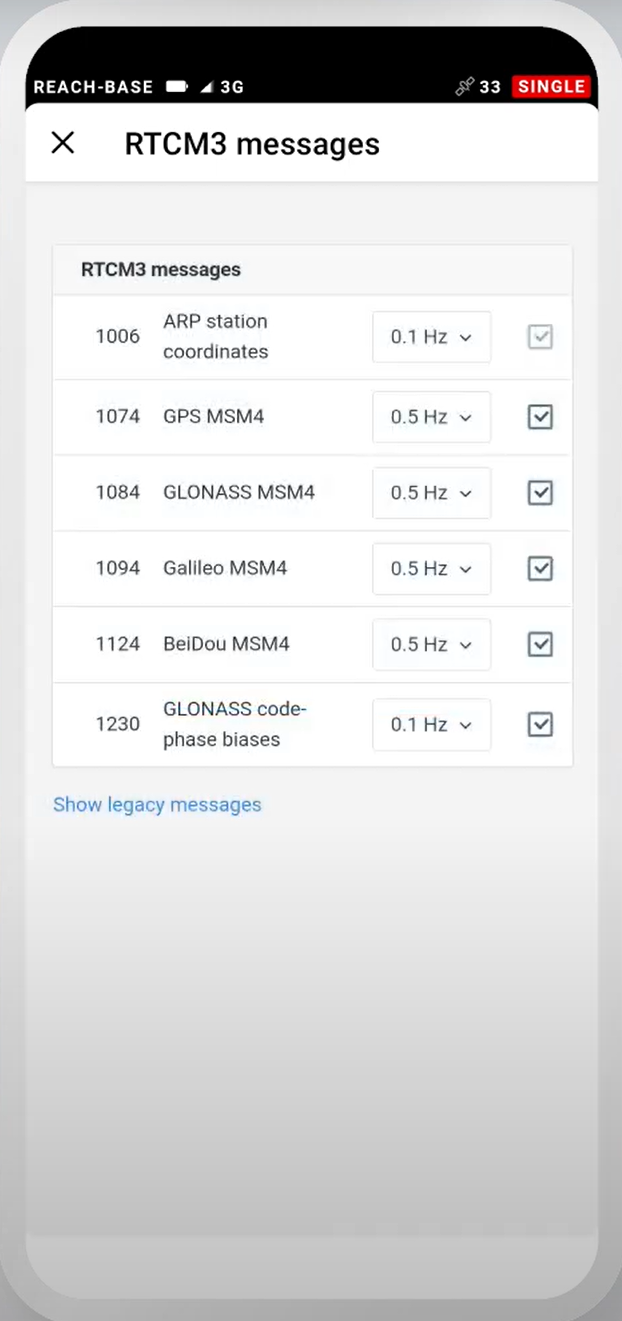 REACH-BASE 3G 33 SINGLE
RTCM3 messages
RTCM3 messages
1006 ARP station coordinates 0.1 Hz
1074 GPS MSM4 0.5 Hz
1084 GLONASS MSM4 0.5 Hz
1094 Galileo MSM4 0.5 Hz
1124 BeiDou MSM4 0.5 Hz
1230 GLONASS code-phase biases 0.1 Hz
Show legacy messages